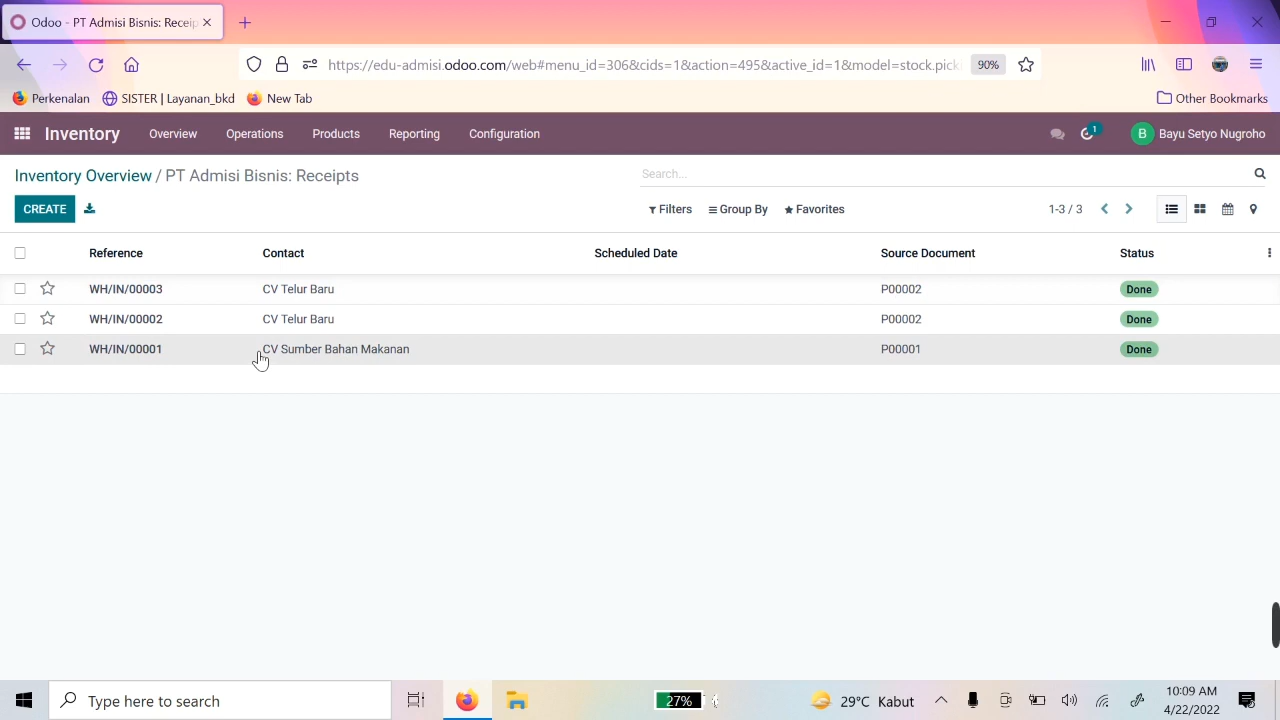 Odoo - PT Admisi Bisnis: Receip
https://edu-admisi.odoo.com/web#menu_id=306&cids=1&action=495&active_id=1&model=stock.pick
90%
Perkenalan
SISTER | Layanan_bkd
New Tab
Other Bookmarks
Inventory
Overview
Operations
Products
Reporting
Configuration
1
B
Bayu Setyo Nugroho
Inventory Overview / PT Admisi Bisnis: Receipts
Search...
CREATE
Filters
Group By
Favorites
1-3 / 3
Reference Contact Scheduled Date Source Document Status
WH/IN/00003 CV Telur Baru P00002 Done
WH/IN/00002 CV Telur Baru P00002 Done
WH/IN/00001 CV Sumber Bahan Makanan P00001 Done
Type here to search
27%
29°C Kabut
10:09 AM
4/22/2022